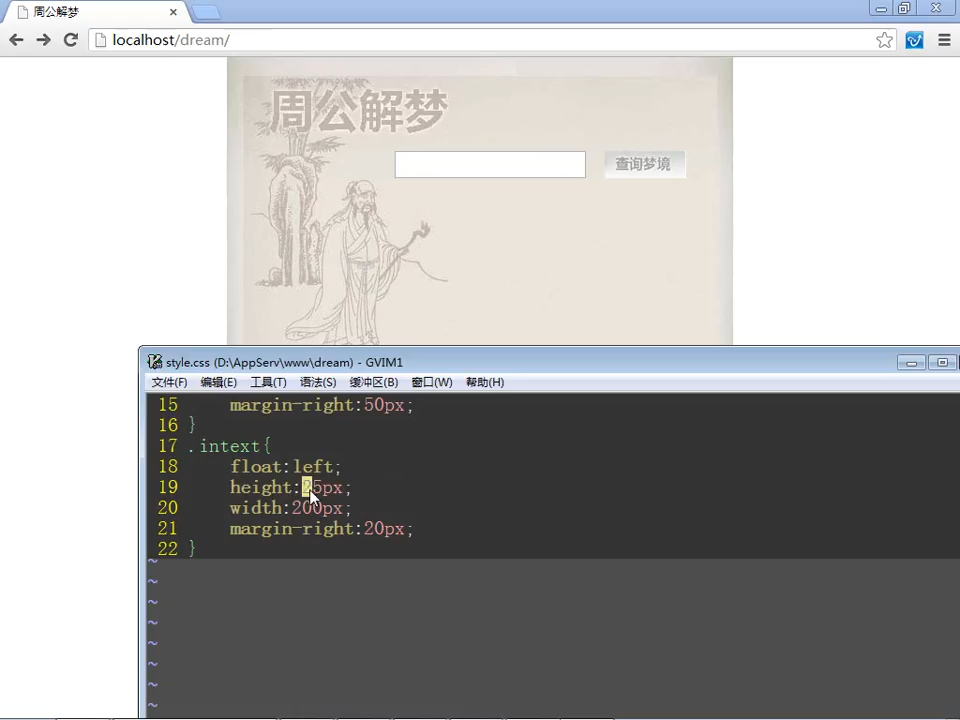 周公解梦
localhost/dream/
周公解梦
查询梦境
style.css (D:\AppServ\www\dream) - GVIM1
文件(F) 编辑(E) 工具(T) 语法(S) 缓冲区(B) 窗口(W) 帮助(H)
15 margin-right:50px;
16 }
17 .intext{
18 float:left;
19 height:25px;
20 width:200px;
21 margin-right:20px;
22 }
~
~
~
~
~
~
~
~